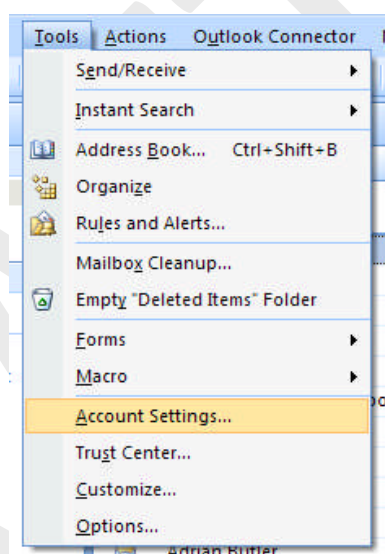 Tools Actions Outlook Connector
Send/Receive
Instant Search
Address Book... Ctrl+Shift+B
Organize
Rules and Alerts...
Mailbox Cleanup...
Empty "Deleted Items" Folder
Forms
Macro
Account Settings...
Trust Center...
Customize...
Options...
Adrian Butler